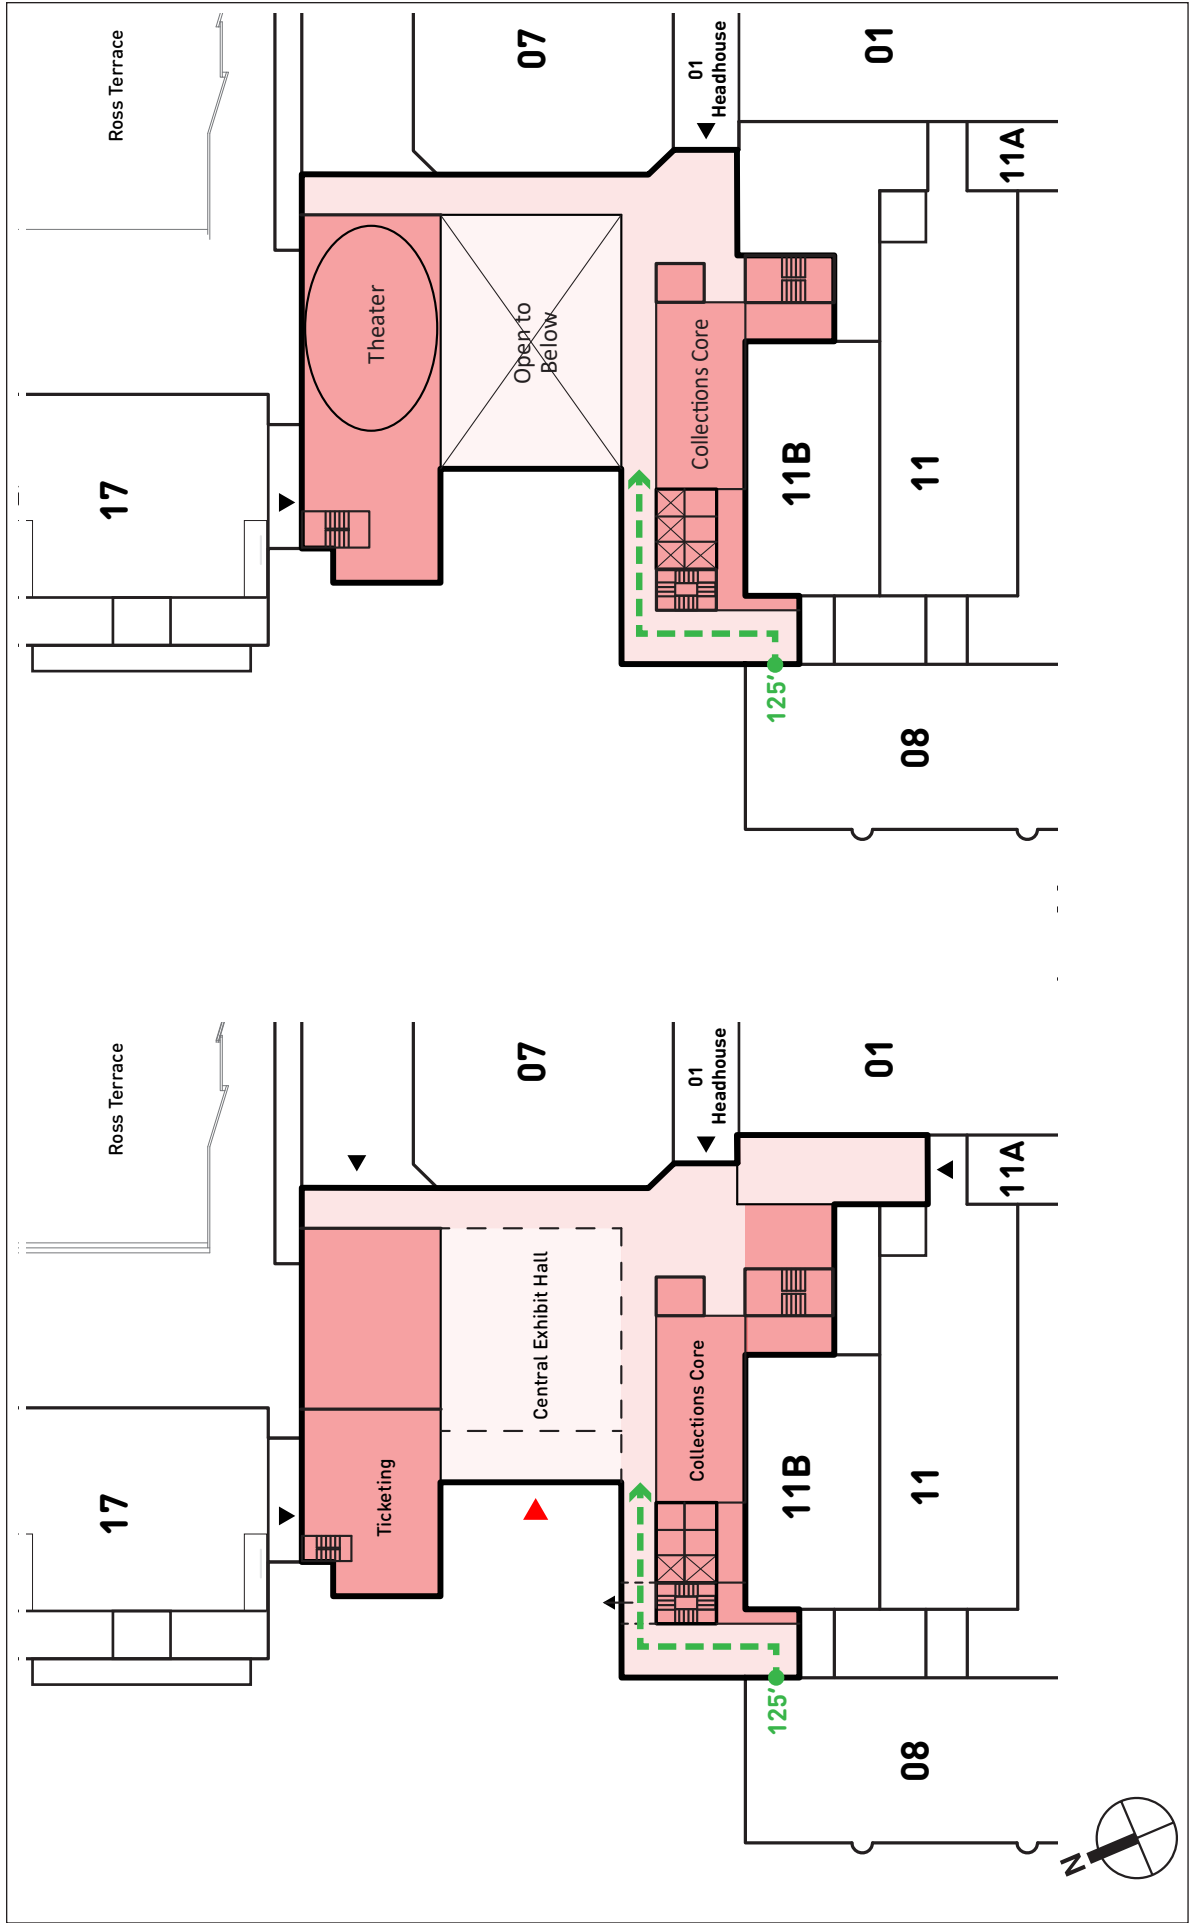 Ross Terrace
07
01
Headhouse
01
11A
Theater
Open to
Below
Collections Core
17
11B
11
125'
08
Ross Terrace
07
01
Headhouse
01
11A
Central Exhibit Hall
Collections Core
17
Ticketing
11B
11
125'
08
N